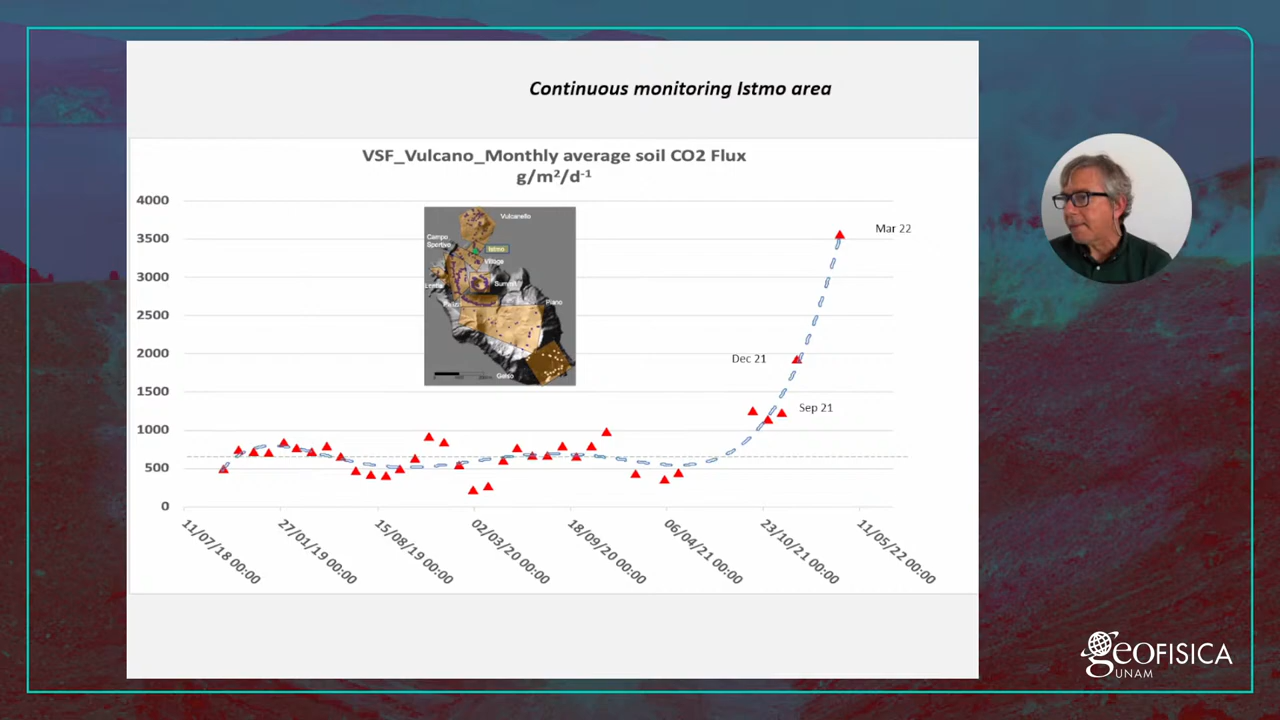 Continuous monitoring Istmo area
VSF_Vulcano_Monthly average soil CO2 Flux
g/m²/d⁻¹
4000
3500
3000
2500
2000
1500
1000
500
0
Vulcanello
Campo
Sportivo
Istmo
Village
Summit
Piano
Gelso
Mar 22
Dec 21
Sep 21
11/07/18 00:00
27/01/19 00:00
15/08/19 00:00
02/03/20 00:00
18/09/20 00:00
06/04/21 00:00
23/10/21 00:00
11/05/22 00:00
GEOFISICA
UNAM